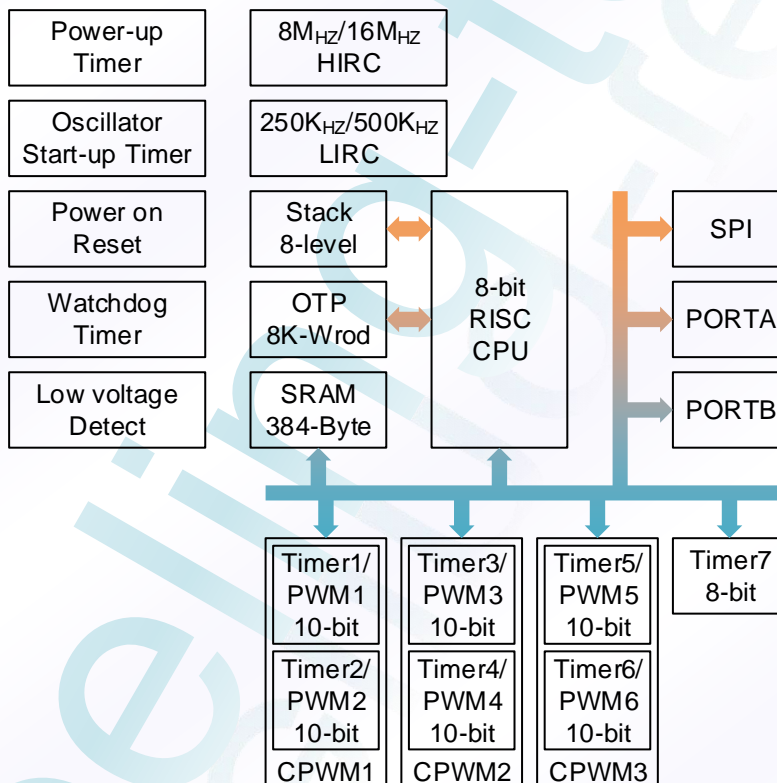 Power-up
Timer
8MHZ/16MHZ
HIRC
Oscillator
Start-up Timer
250KHZ/500KHZ
LIRC
Power on
Reset
Stack
8-level
8-bit
RISC
CPU
SPI
Watchdog
Timer
OTP
8K-Wrod
PORTA
Low voltage
Detect
SRAM
384-Byte
PORTB
Timer1/
PWM1
10-bit
Timer2/
PWM2
10-bit
CPWM1
Timer3/
PWM3
10-bit
Timer4/
PWM4
10-bit
CPWM2
Timer5/
PWM5
10-bit
Timer6/
PWM6
10-bit
CPWM3
Timer7
8-bit